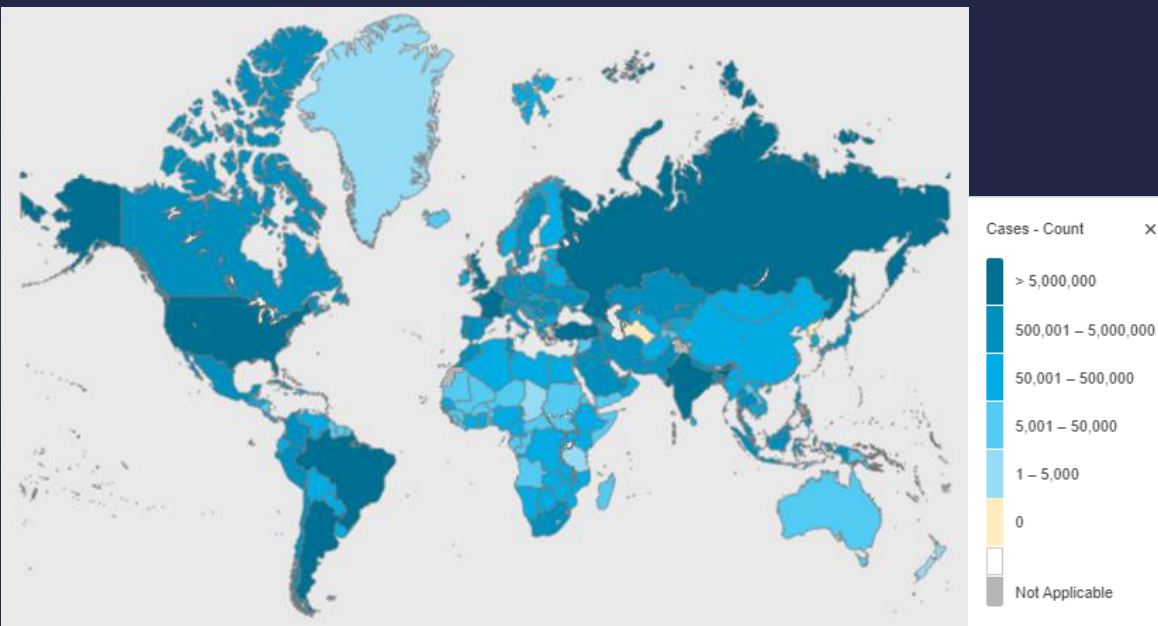 Cases - Count ×
> 5,000,000
500,001 – 5,000,000
50,001 – 500,000
5,001 – 50,000
1 – 5,000
0
Not Applicable